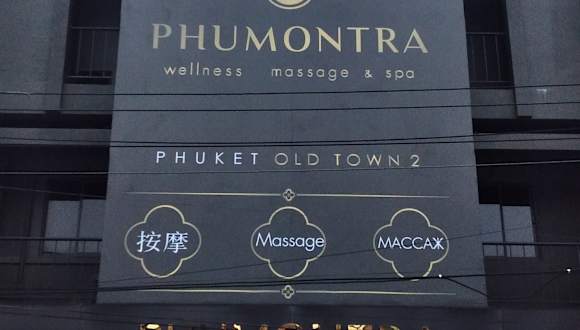 PHUMONTRA
wellness massage & spa
PHUKET OLD TOWN 2
按摩 Massage МАССАЖ